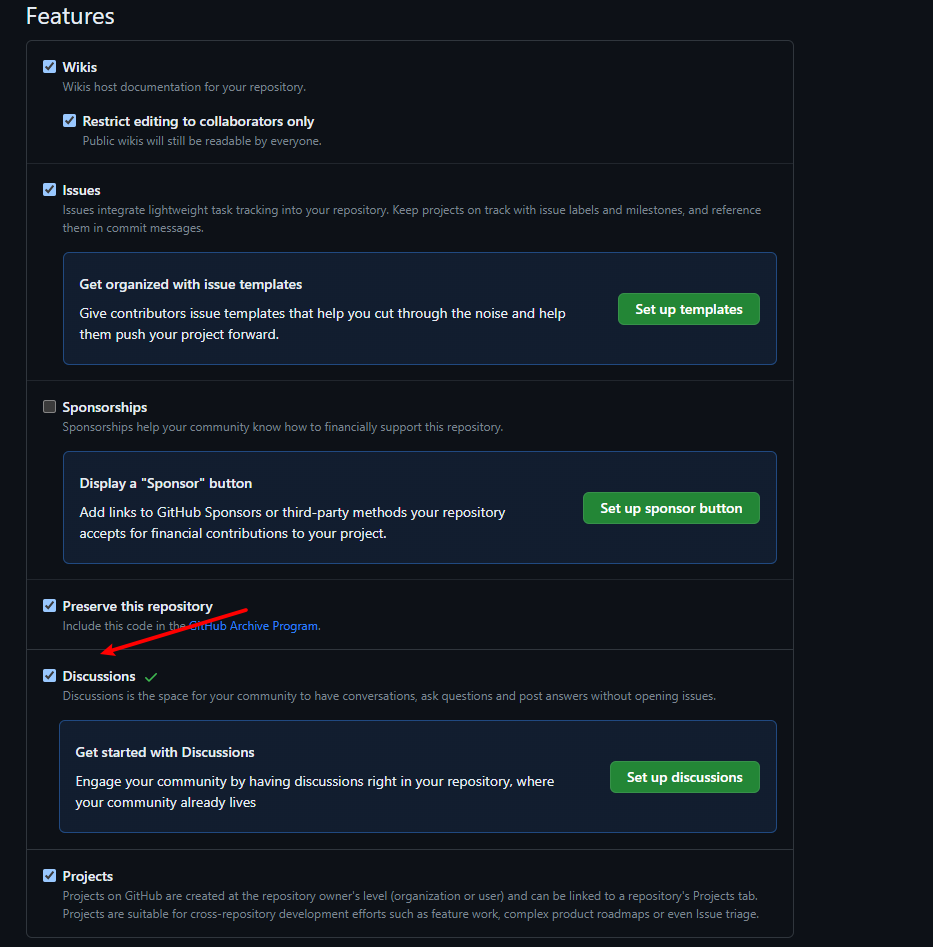 Features
Wikis
Wikis host documentation for your repository.
Restrict editing to collaborators only
Public wikis will still be readable by everyone.
Issues
Issues integrate lightweight task tracking into your repository. Keep projects on track with issue labels and milestones, and reference
them in commit messages.
Get organized with issue templates
Give contributors issue templates that help you cut through the noise and help
them push your project forward.
Set up templates
Sponsorships
Sponsorships help your community know how to financially support this repository.
Display a "Sponsor" button
Add links to GitHub Sponsors or third-party methods your repository
accepts for financial contributions to your project.
Set up sponsor button
Preserve this repository
Include this code in the GitHub Archive Program.
Discussions
Discussions is the space for your community to have conversations, ask questions and post answers without opening issues.
Get started with Discussions
Engage your community by having discussions right in your repository, where
your community already lives
Set up discussions
Projects
Projects on GitHub are created at the repository owner's level (organization or user) and can be linked to a repository's Projects tab.
Projects are suitable for cross-repository development efforts such as feature work, complex product roadmaps or even Issue triage.